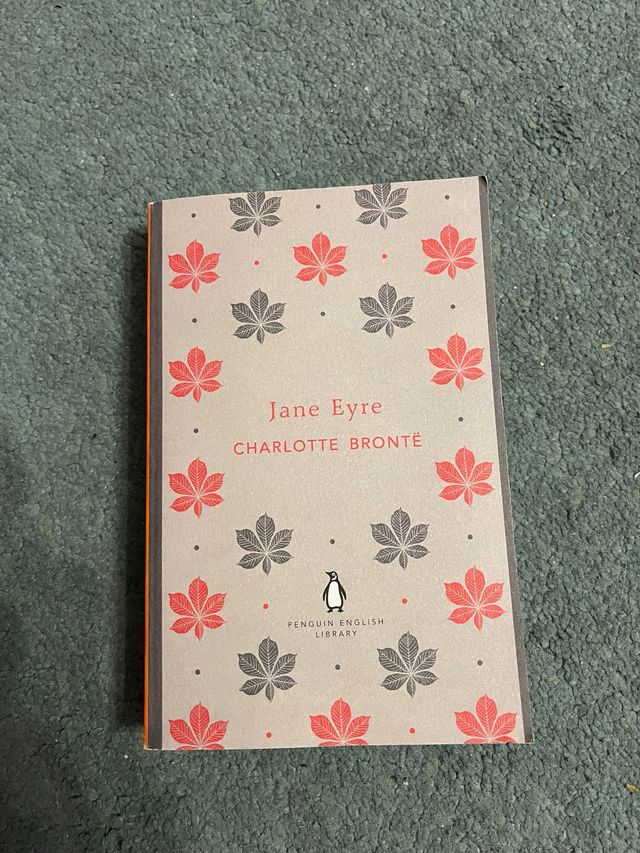 Jane Eyre
CHARLOTTE BRONTË
PENGUIN ENGLISH
LIBRARY